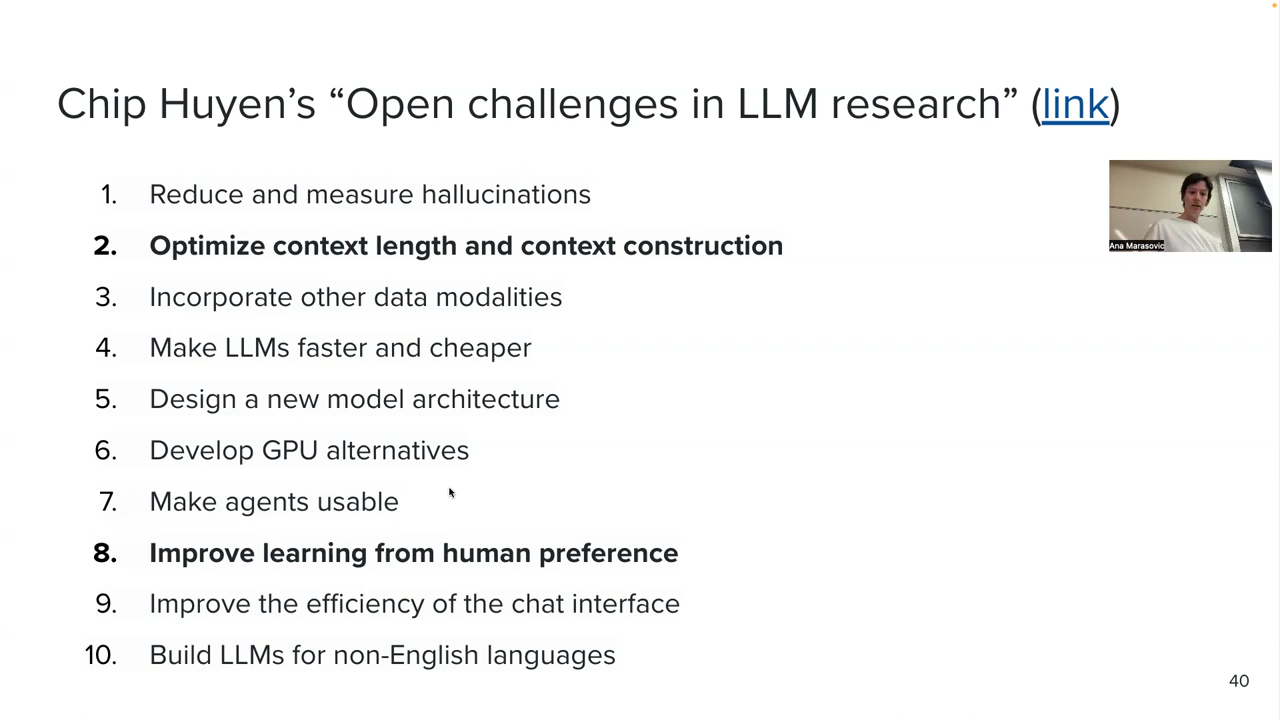 Chip Huyen’s “Open challenges in LLM research” (link)
1. Reduce and measure hallucinations
2. Optimize context length and context construction
3. Incorporate other data modalities
4. Make LLMs faster and cheaper
5. Design a new model architecture
6. Develop GPU alternatives
7. Make agents usable
8. Improve learning from human preference
9. Improve the efficiency of the chat interface
10. Build LLMs for non-English languages
Ana Marasovic
40